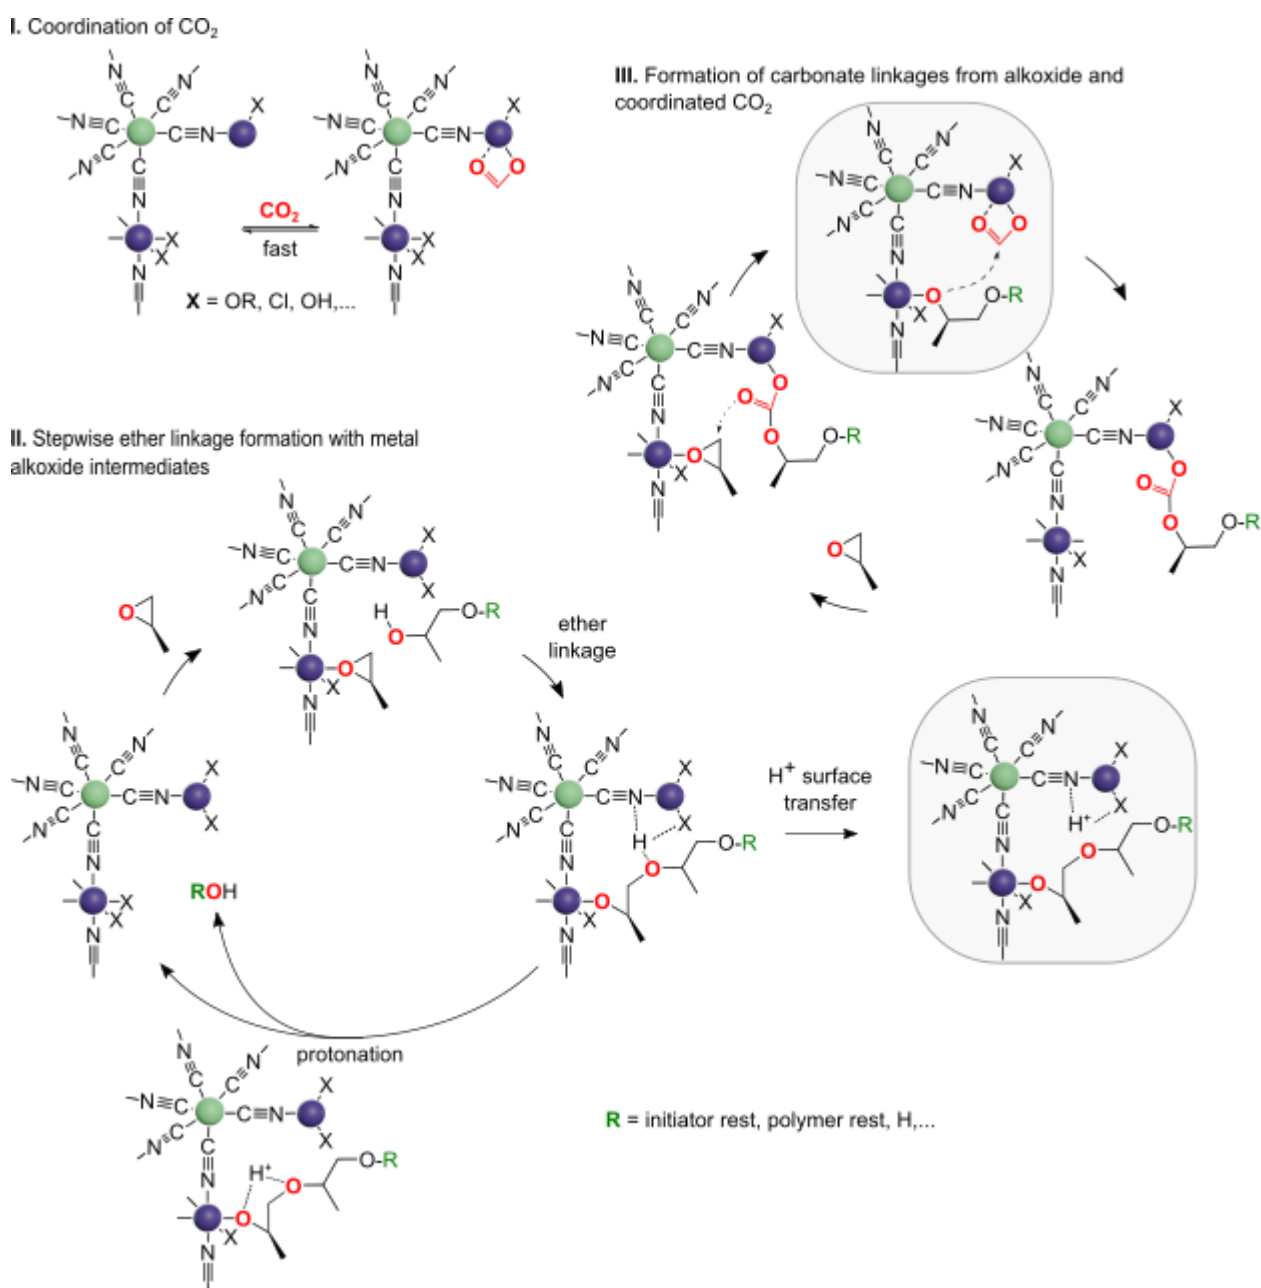 I. Coordination of CO2
N≡C
C≡N
N≡C
N≡C
C≡N
X
C≡N
X
X
N≡C
CO2
fast
N≡C
C≡N
N≡C
N≡C
C≡N
X
O
O
X = OR, Cl, OH,...
III. Formation of carbonate linkages from alkoxide and
coordinated CO2
N≡C
C≡N
N≡C
N≡C
C≡N
X
O
O
C≡N
O
X
O-R
N
N≡C
C≡N
N≡C
N≡C
C≡N
X
O
O
O
O-R
C≡N
O
X
N
N≡C
C≡N
N≡C
N≡C
C≡N
X
O
O
O
O-R
C≡N
X
N
O
II. Stepwise ether linkage formation with metal
alkoxide intermediates
N≡C
C≡N
N≡C
N≡C
C≡N
X
X
C≡N
H
O
O-R
O
X
N
O
ether
linkage
N≡C
C≡N
N≡C
N≡C
C≡N
X
X
C≡N
X
X
N
ROH
N≡C
C≡N
N≡C
N≡C
C≡N
X
X
H
O
O-R
C≡N
O
X
N
H+ surface
transfer
N≡C
C≡N
N≡C
N≡C
C≡N
X
X
H+
O
O-R
C≡N
O
X
N
protonation
N≡C
C≡N
N≡C
N≡C
C≡N
X
X
H+
O
O-R
C≡N
O
X
N
R = initiator rest, polymer rest, H,...